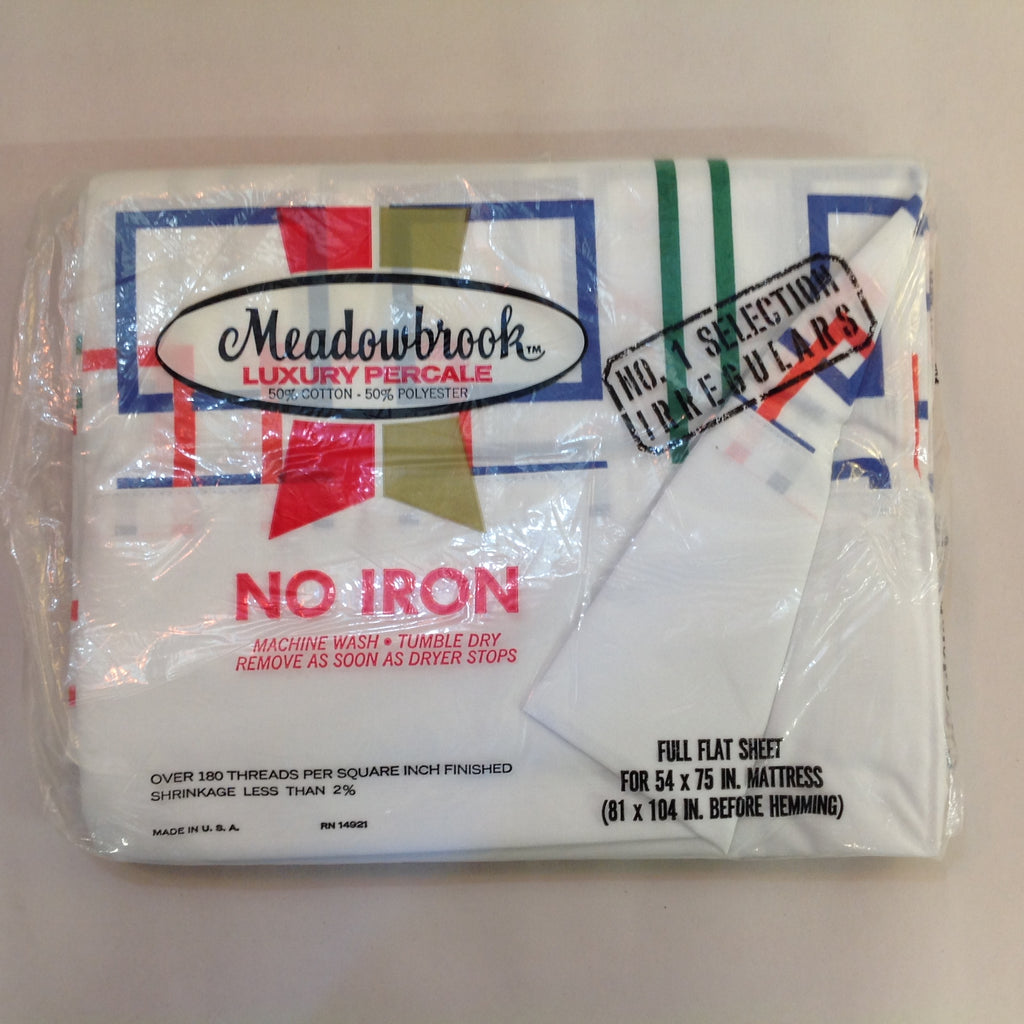 Meadowbrook™
LUXURY PERCALE
50% COTTON - 50% POLYESTER
NO. 1 SELECTION
IRREGULARS
NO IRON
MACHINE WASH • TUMBLE DRY
REMOVE AS SOON AS DRYER STOPS
OVER 180 THREADS PER SQUARE INCH FINISHED
SHRINKAGE LESS THAN 2%
MADE IN U. S. A. RN 14921
FULL FLAT SHEET
FOR 54 x 75 IN. MATTRESS
(81 x 104 IN. BEFORE HEMMING)